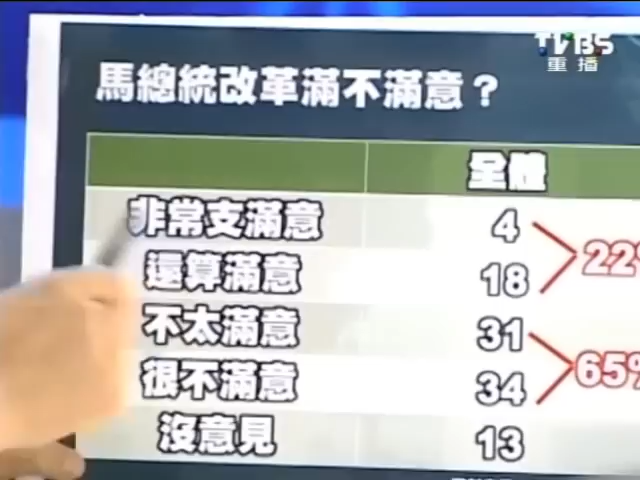 TVBS
重播
馬總統改革滿不滿意？
全體
非常支滿意 4
還算滿意 18 22%
不太滿意 31
很不滿意 34 65%
沒意見 13